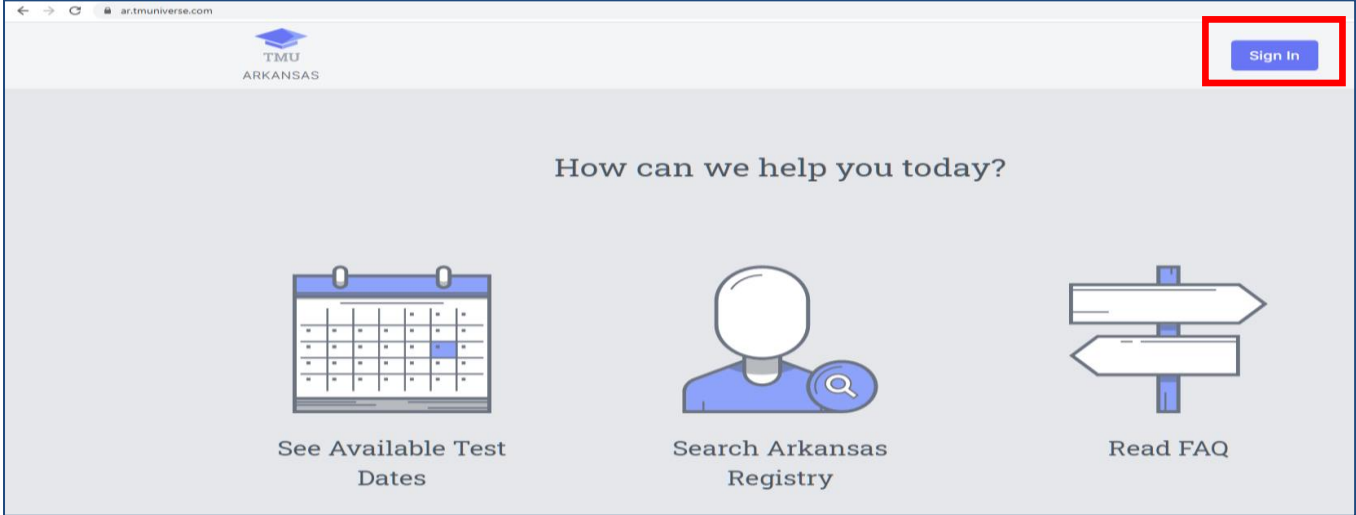 ar.tmuniverse.com
TMU
ARKANSAS
Sign In
How can we help you today?
See Available Test
Dates
Search Arkansas
Registry
Read FAQ